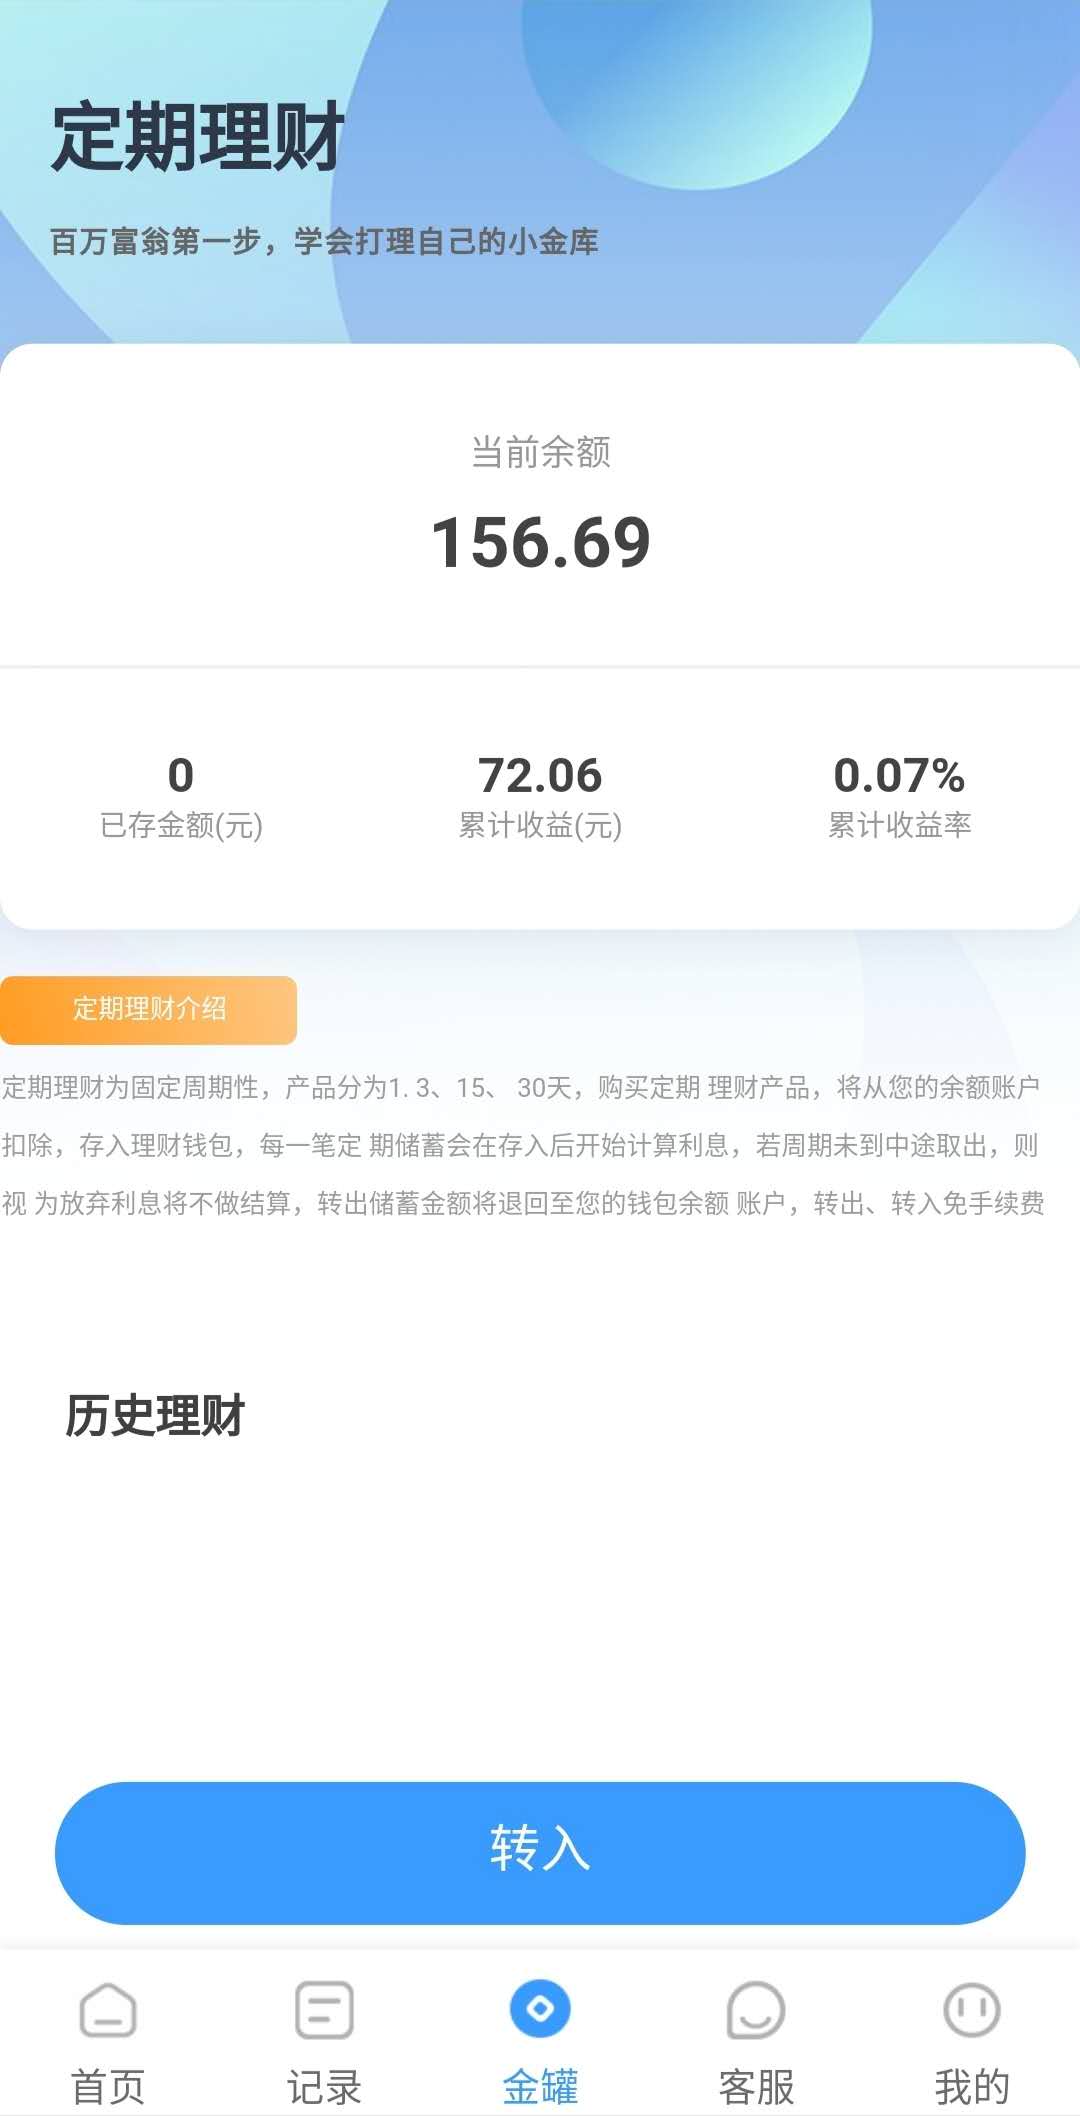 定期理财
百万富翁第一步，学会打理自己的小金库
当前余额
156.69
0 72.06 0.07%
已存金额(元) 累计收益(元) 累计收益率
定期理财介绍
定期理财为固定周期性，产品分为1. 3、15、 30天，购买定期 理财产品，将从您的余额账户
扣除，存入理财钱包，每一笔定 期储蓄会在存入后开始计算利息，若周期未到中途取出，则
视 为放弃利息将不做结算，转出储蓄金额将退回至您的钱包余额 账户，转出、转入免手续费
历史理财
转入
首页 记录 金罐 客服 我的